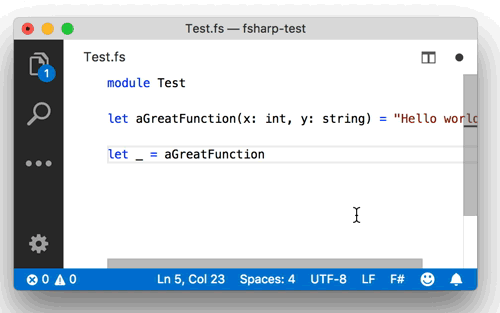 Test.fs — fsharp-test
1
Test.fs
module Test
let aGreatFunction(x: int, y: string) = "Hello world
let _ = aGreatFunction
0 0 Ln 5, Col 23 Spaces: 4 UTF-8 LF F#